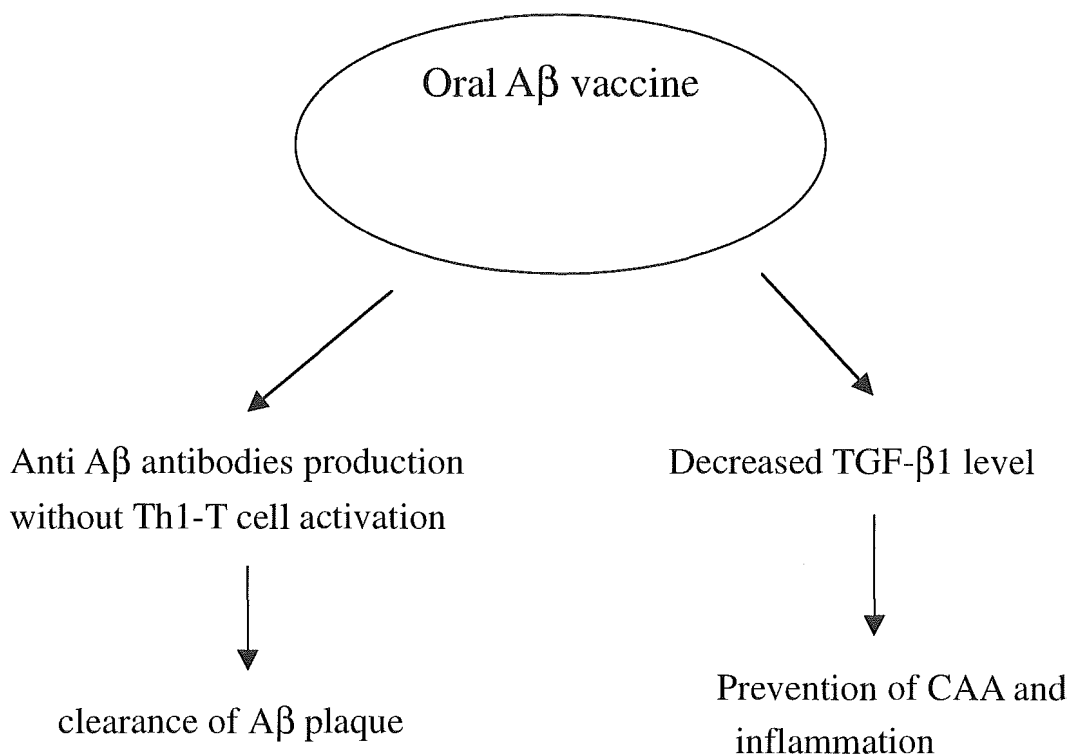 Oral Aβ vaccine
Anti Aβ antibodies production
without Th1-T cell activation
Decreased TGF-β1 level
clearance of Aβ plaque
Prevention of CAA and
inflammation